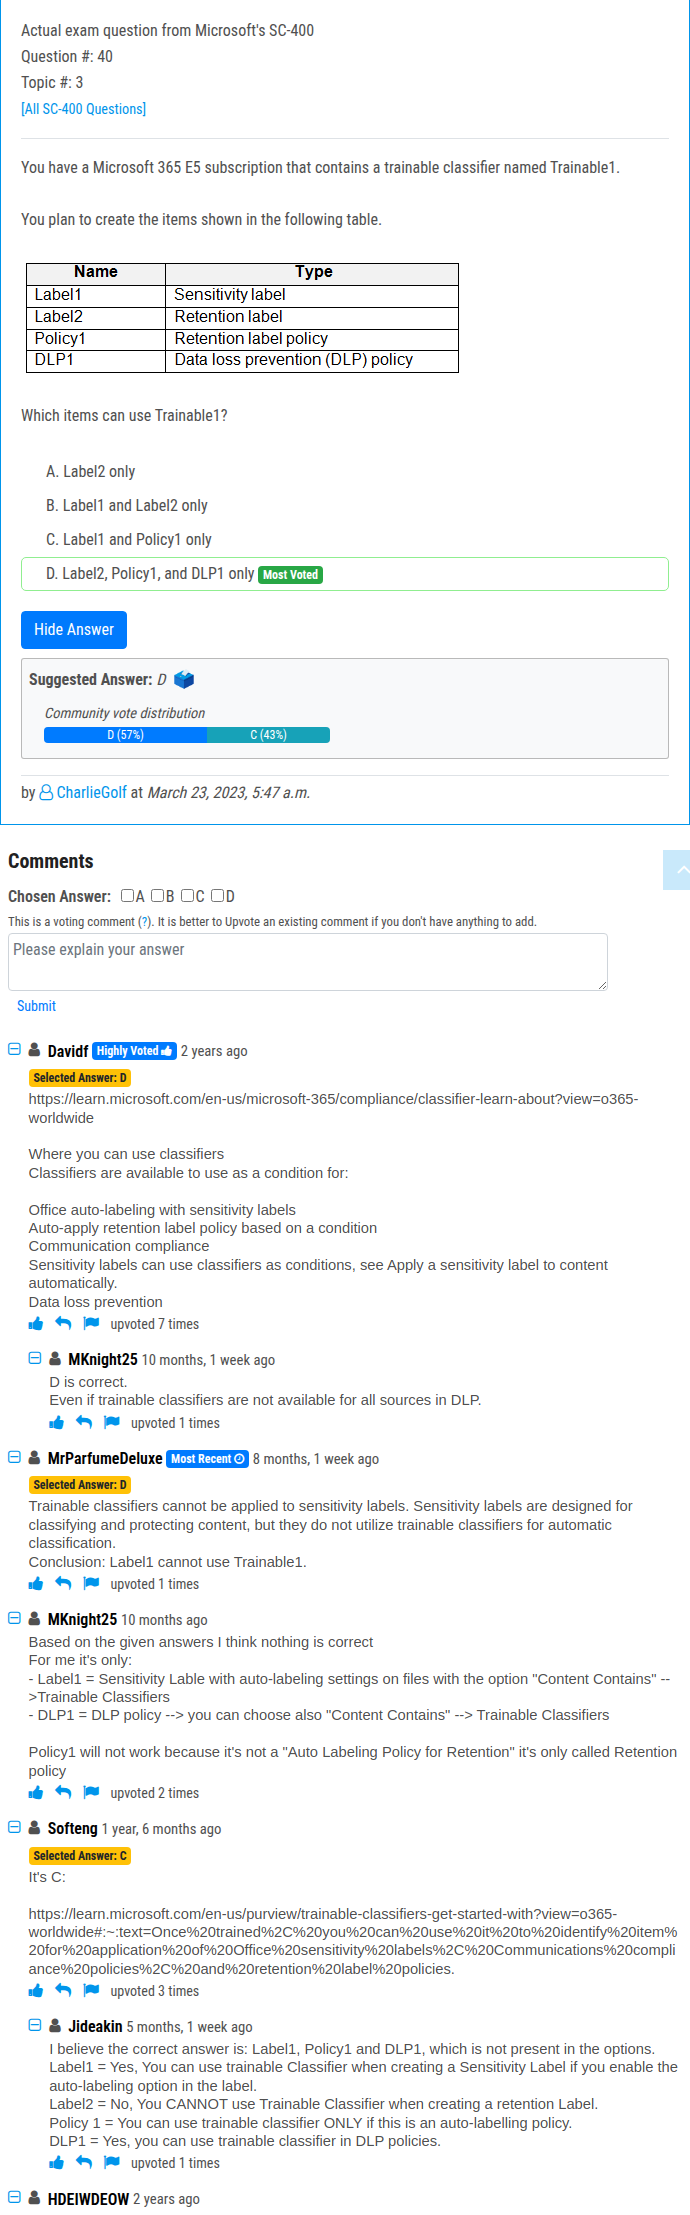 Actual exam question from Microsoft's SC-400
Question #: 40
Topic #: 3
[All SC-400 Questions]
You have a Microsoft 365 E5 subscription that contains a trainable classifier named Trainable1.
You plan to create the items shown in the following table.
Name Type
Label1 Sensitivity label
Label2 Retention label
Policy1 Retention label policy
DLP1 Data loss prevention (DLP) policy
Which items can use Trainable1?
A. Label2 only
B. Label1 and Label2 only
C. Label1 and Policy1 only
D. Label2, Policy1, and DLP1 only Most Voted
Hide Answer
Suggested Answer: D
Community vote distribution
D (57%) C (43%)
by CharlieGolf at March 23, 2023, 5:47 a.m.
Comments
Chosen Answer: A B C D
This is a voting comment (?). It is better to Upvote an existing comment if you don't have anything to add.
Please explain your answer
Submit
Davidf Highly Voted 2 years ago
Selected Answer: D
https://learn.microsoft.com/en-us/microsoft-365/compliance/classifier-learn-about?view=o365-
worldwide
Where you can use classifiers
Classifiers are available to use as a condition for:
Office auto-labeling with sensitivity labels
Auto-apply retention label policy based on a condition
Communication compliance
Sensitivity labels can use classifiers as conditions, see Apply a sensitivity label to content
automatically.
Data loss prevention
upvoted 7 times
MKnight25 10 months, 1 week ago
D is correct.
Even if trainable classifiers are not available for all sources in DLP.
upvoted 1 times
MrParfumeDeluxe Most Recent 8 months, 1 week ago
Selected Answer: D
Trainable classifiers cannot be applied to sensitivity labels. Sensitivity labels are designed for
classifying and protecting content, but they do not utilize trainable classifiers for automatic
classification.
Conclusion: Label1 cannot use Trainable1.
upvoted 1 times
MKnight25 10 months ago
Based on the given answers I think nothing is correct
For me it's only:
- Label1 = Sensitivity Lable with auto-labeling settings on files with the option "Content Contains" --
>Trainable Classifiers
- DLP1 = DLP policy --> you can choose also "Content Contains" --> Trainable Classifiers
Policy1 will not work because it's not a "Auto Labeling Policy for Retention" it's only called Retention
policy
upvoted 2 times
Softeng 1 year, 6 months ago
Selected Answer: C
It's C:
https://learn.microsoft.com/en-us/purview/trainable-classifiers-get-started-with?view=o365-
worldwide#:~:text=Once%20trained%2C%20you%20can%20use%20it%20to%20identify%20item%
20for%20application%20of%20Office%20sensitivity%20labels%2C%20Communications%20compli
ance%20policies%2C%20and%20retention%20label%20policies.
upvoted 3 times
Jideakin 5 months, 1 week ago
I believe the correct answer is: Label1, Policy1 and DLP1, which is not present in the options.
Label1 = Yes, You can use trainable Classifier when creating a Sensitivity Label if you enable the
auto-labeling option in the label.
Label2 = No, You CANNOT use Trainable Classifier when creating a retention Label.
Policy 1 = You can use trainable classifier ONLY if this is an auto-labelling policy.
DLP1 = Yes, you can use trainable classifier in DLP policies.
upvoted 1 times
HDEIWDEOW 2 years ago